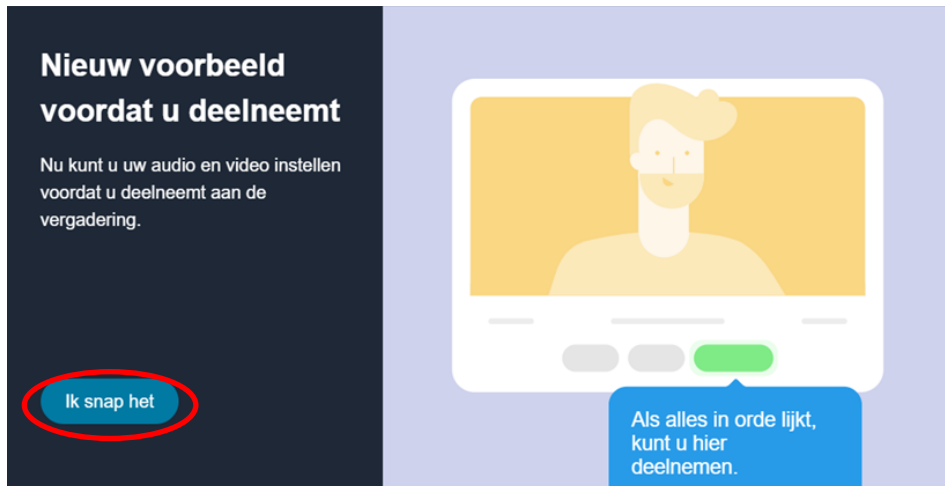 Nieuw voorbeeld
voordat u deelneemt
Nu kunt u uw audio en video instellen
voordat u deelneemt aan de
vergadering.
Ik snap het
Als alles in orde lijkt,
kunt u hier
deelnemen.